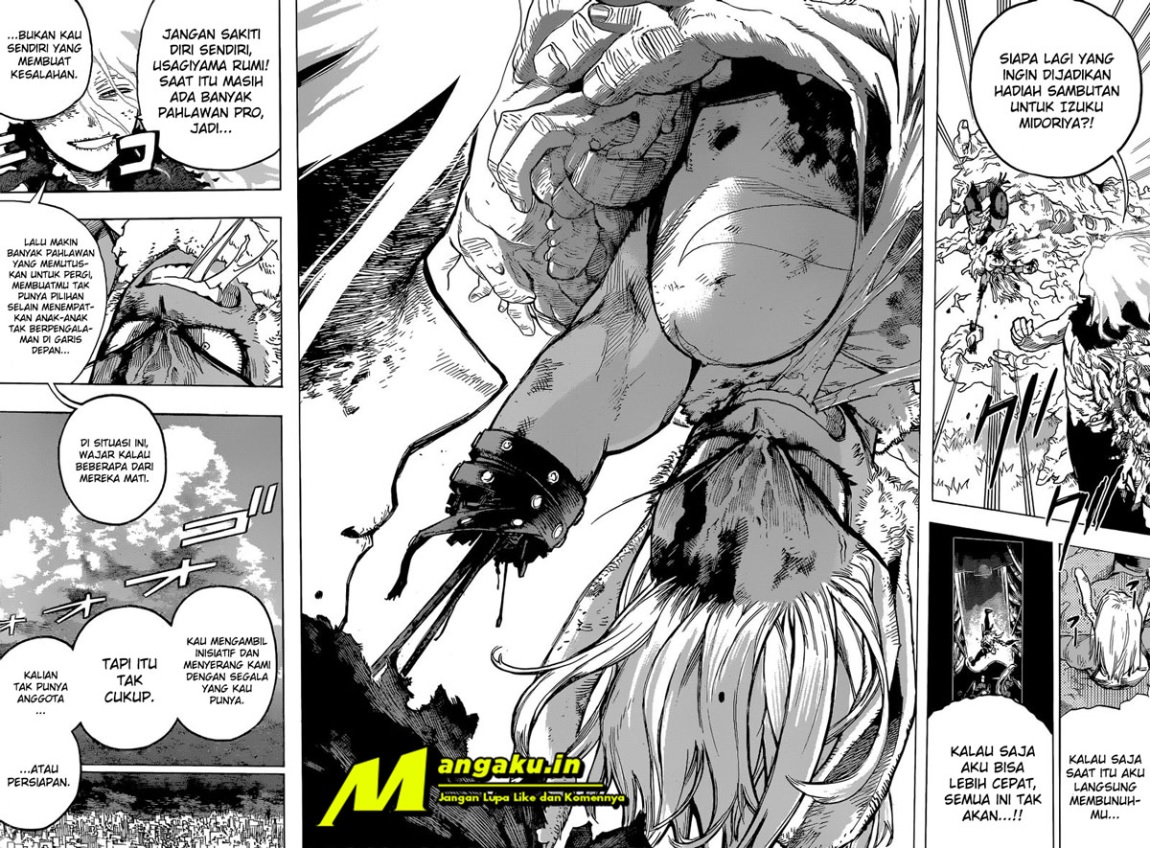 SIAPA LAGI YANG
INGIN DIJADIKAN
HADIAH SAMBUTAN
UNTUK IZUKU
MIDORIYA?!
KALAU SAJA
SAAT ITU AKU
LANGSUNG
MEMBUNUH-
MU...
KALAU SAJA
AKU BISA
LEBIH CEPAT,
SEMUA INI TAK
AKAN...!!
JANGAN SAKITI
DIRI SENDIRI,
USAGIYAMA RUMI!
SAAT ITU MASIH
ADA BANYAK
PAHLAWAN PRO,
JADI...
...BUKAN KAU
SENDIRI YANG
MEMBUAT
KESALAHAN.
LALU MAKIN
BANYAK PAHLAWAN
YANG MEMUTUS-
KAN UNTUK PERGI,
MEMBUATMU TAK
PUNYA PILIHAN
SELAIN MENEMPAT-
KAN ANAK-ANAK
TAK BERPENGALA-
MAN DI GARIS
DEPAN...
DI SITUASI INI,
WAJAR KALAU
BEBERAPA DARI
MEREKA MATI.
KAU MENGAMBIL
INISIATIF DAN
MENYERANG KAMI
DENGAN SEGALA
YANG KAU
PUNYA.
TAPI ITU
TAK
CUKUP.
KALIAN
TAK PUNYA
ANGGOTA
...
...ATAU
PERSIAPAN.
Mangaku.in
Jangan Lupa Like dan Komennya